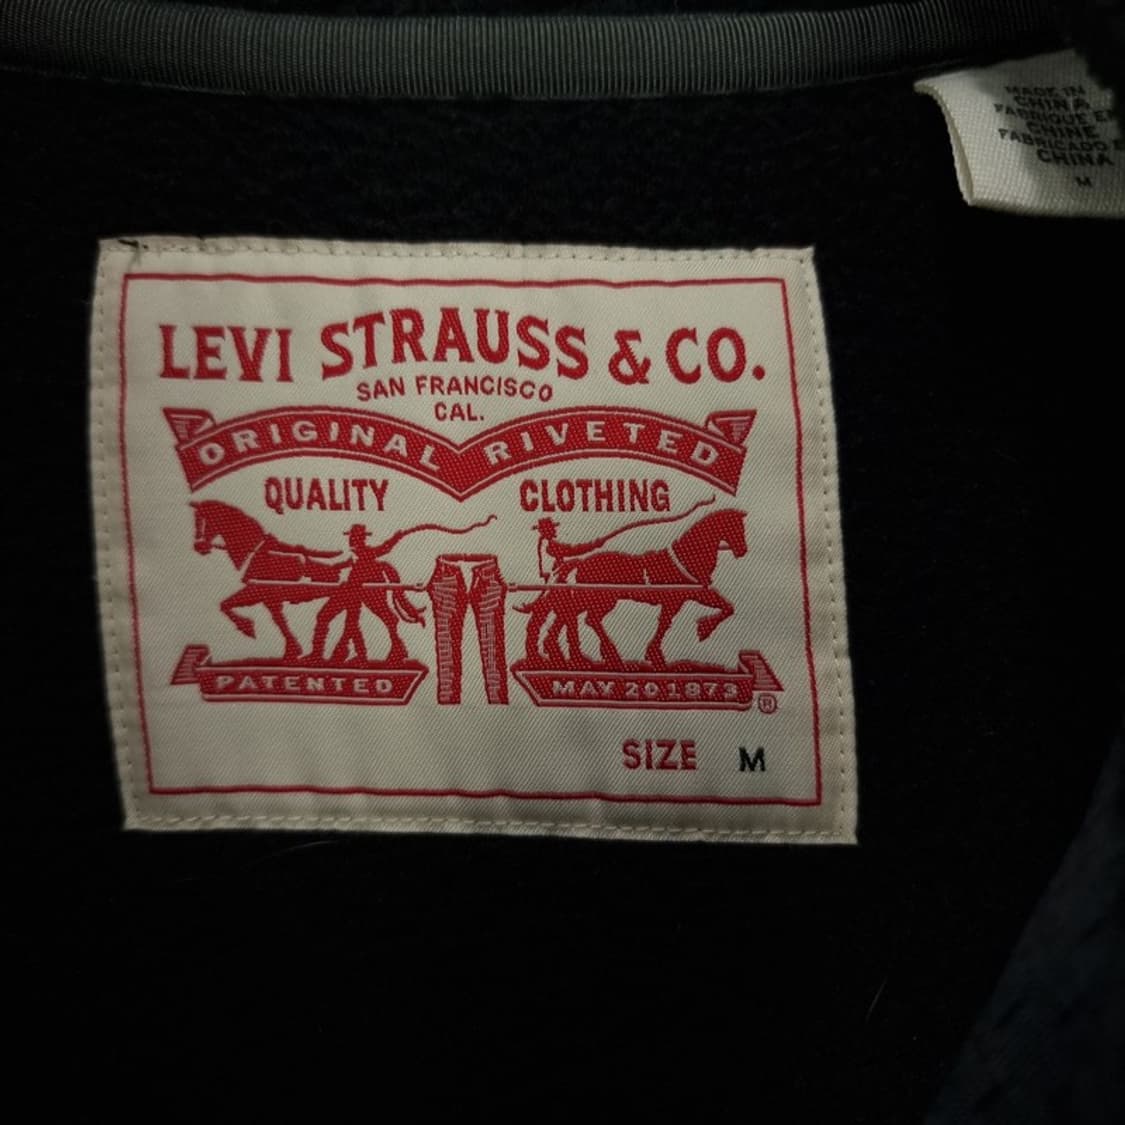 MADE IN
CHINA
FABRIQUE EN
CHINE
FABRICADO E
CHINA
M
LEVI STRAUSS & CO.
SAN FRANCISCO
CAL.
ORIGINAL RIVETED
QUALITY CLOTHING
PATENTED MAY 20 1873 ®
SIZE M